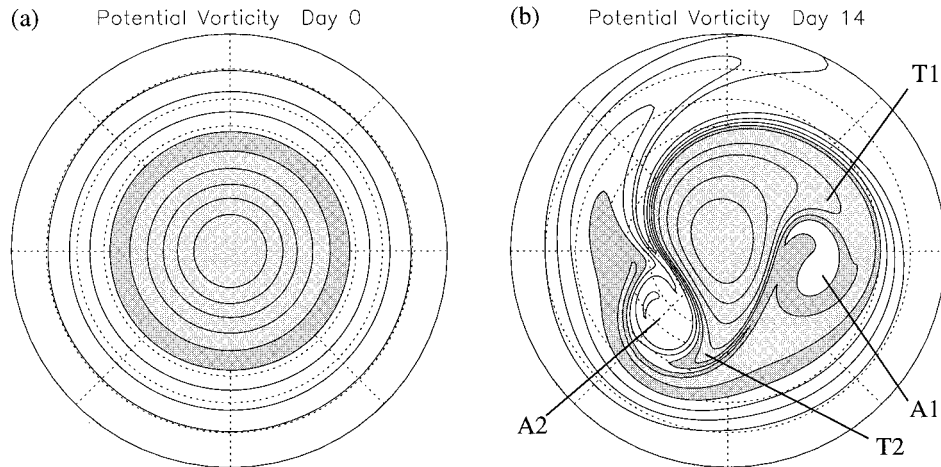 (a) Potential Vorticity Day 0
(b) Potential Vorticity Day 14
T1
A2
T2
A1